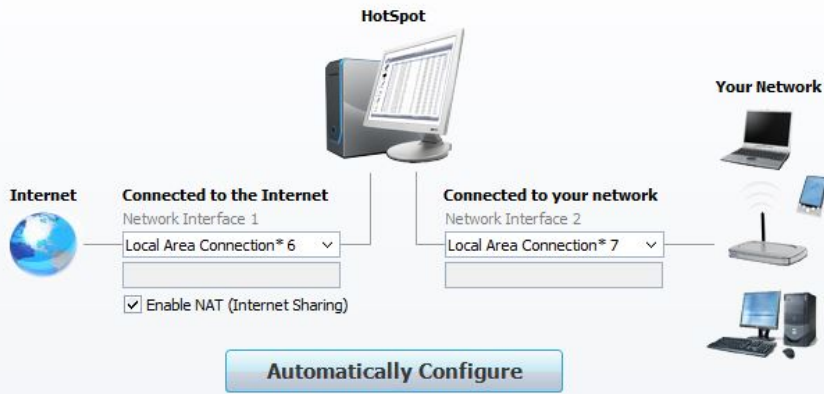 HotSpot
Your Network
Internet
Connected to the Internet
Network Interface 1
Local Area Connection* 6
Enable NAT (Internet Sharing)
Connected to your network
Network Interface 2
Local Area Connection* 7
Automatically Configure